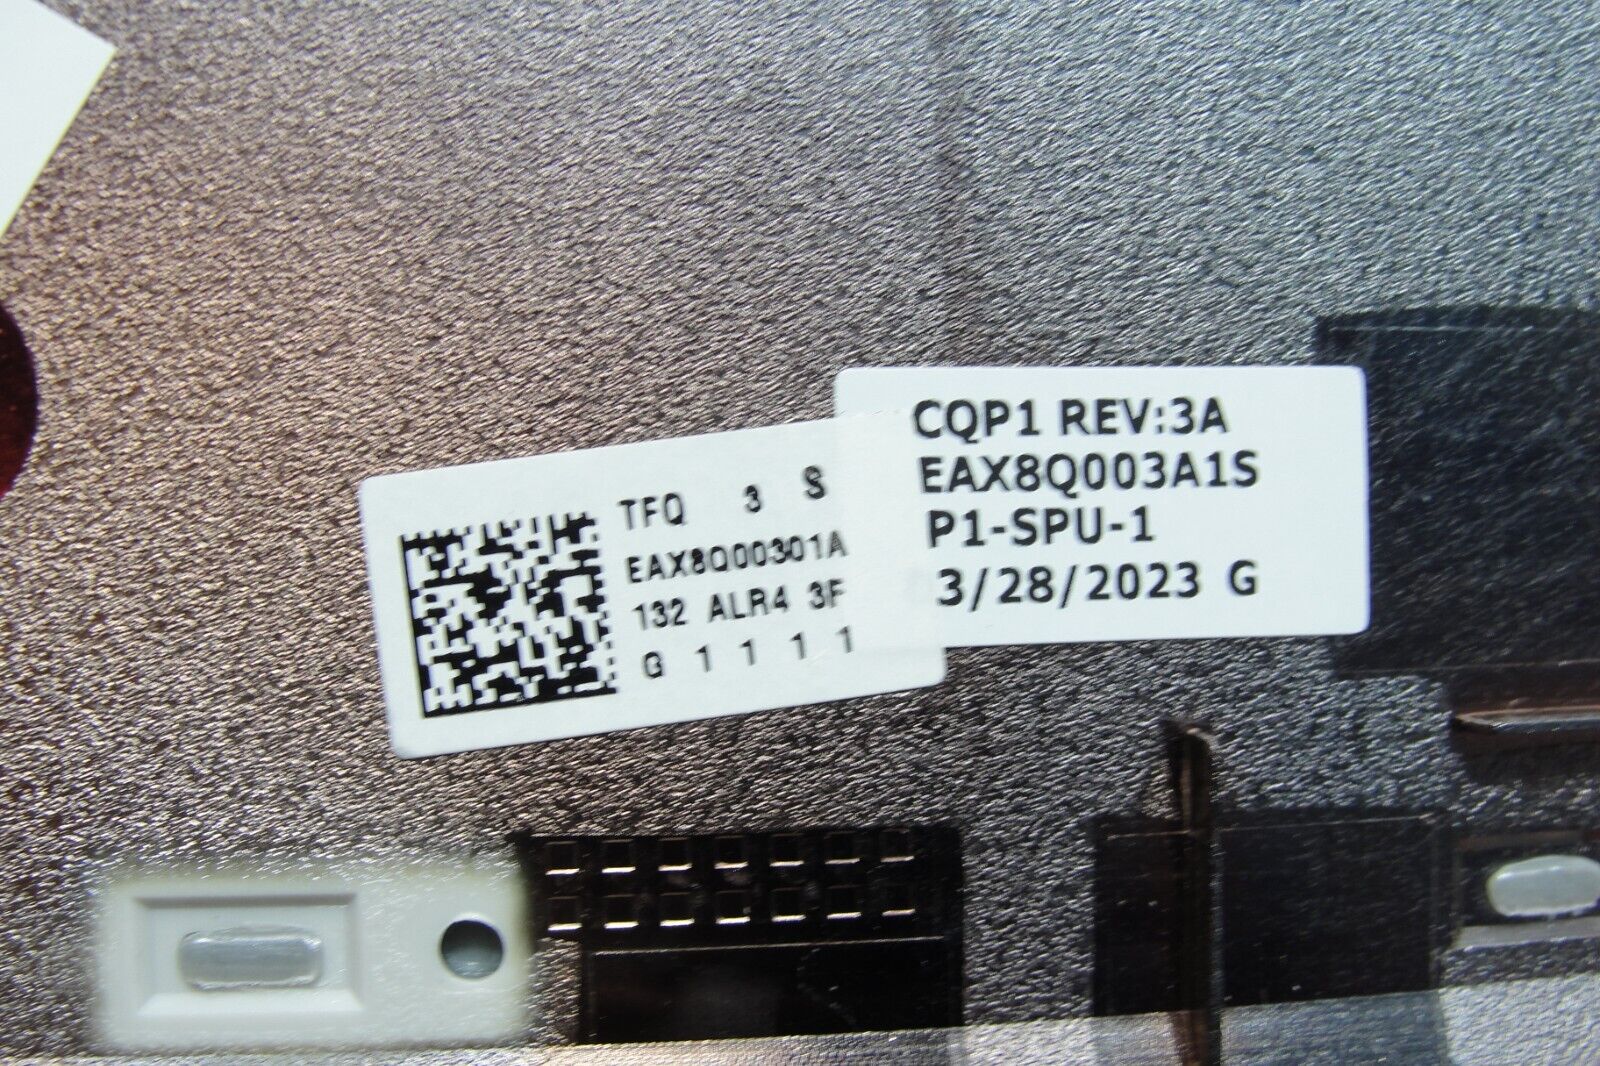 TFQ 3 S
EAX8Q00301A
132 ALR4 3F
G 1 1 1 1
CQP1 REV:3A
EAX8Q003A1S
P1-SPU-1
3/28/2023 G